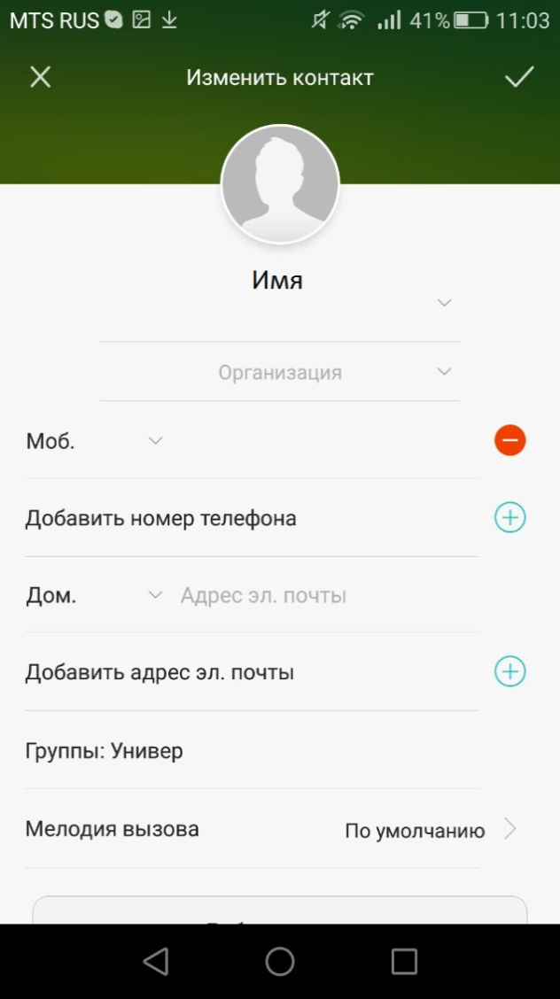 MTS RUS 41% 11:03
Изменить контакт
Имя
Организация
Моб.
Добавить номер телефона
Дом. Адрес эл. почты
Добавить адрес эл. почты
Группы: Универ
Мелодия вызова По умолчанию